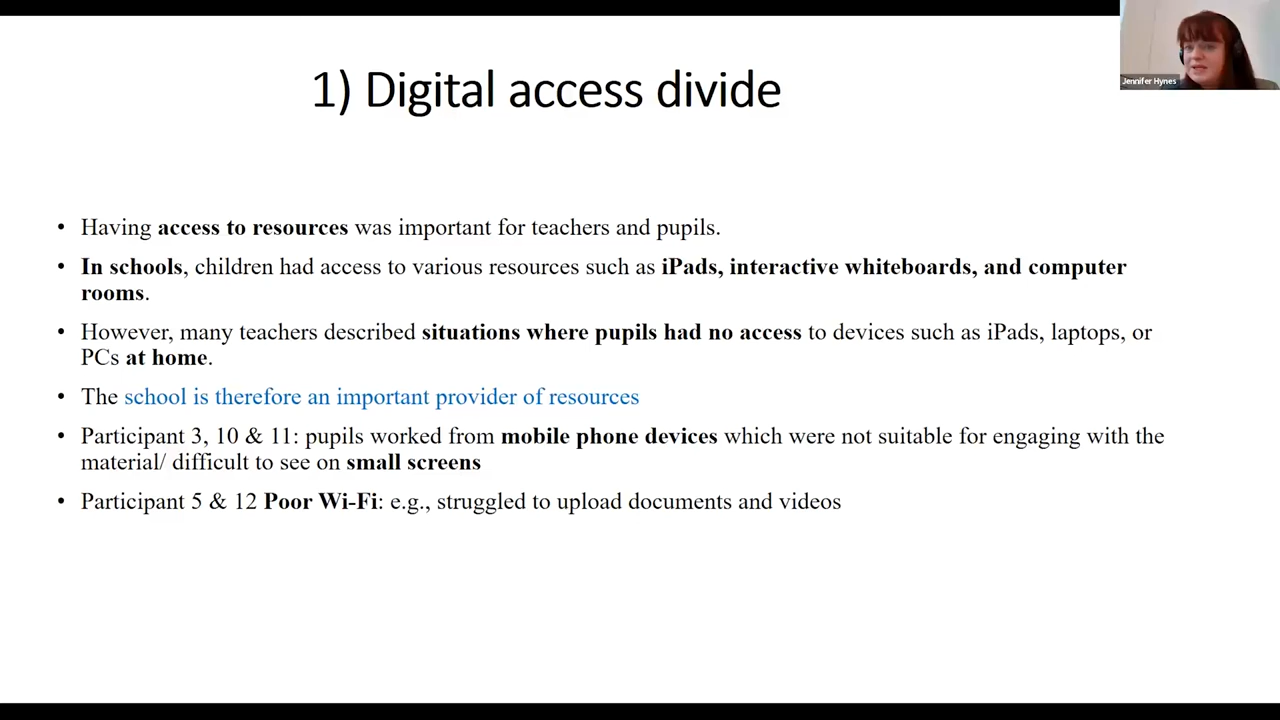 Jennifer Hynes
1) Digital access divide
• Having access to resources was important for teachers and pupils.
• In schools, children had access to various resources such as iPads, interactive whiteboards, and computer
rooms.
• However, many teachers described situations where pupils had no access to devices such as iPads, laptops, or
PCs at home.
• The school is therefore an important provider of resources
• Participant 3, 10 & 11: pupils worked from mobile phone devices which were not suitable for engaging with the
material/ difficult to see on small screens
• Participant 5 & 12 Poor Wi-Fi: e.g., struggled to upload documents and videos